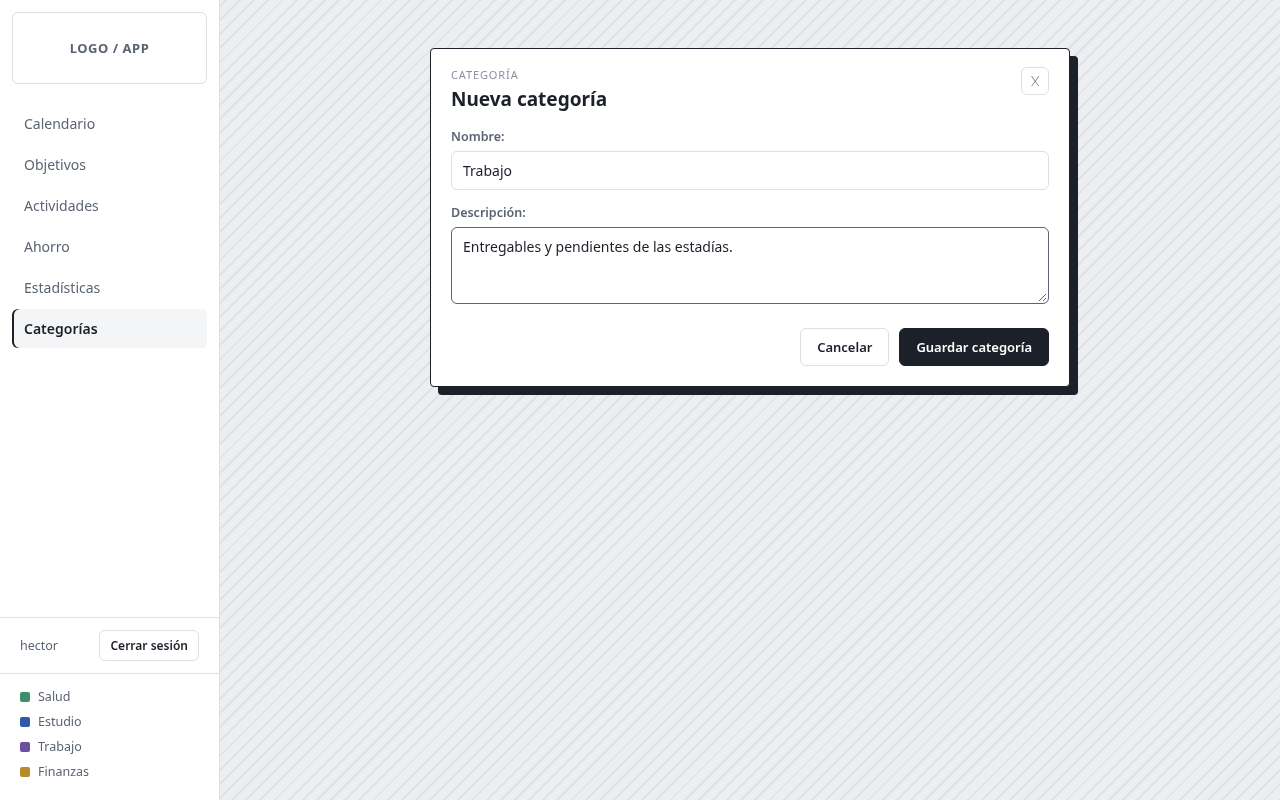 LOGO / APP
Calendario
Objetivos
Actividades
Ahorro
Estadísticas
Categorías
hector
Cerrar sesión
Salud
Estudio
Trabajo
Finanzas
CATEGORÍA
X
Nueva categoría
Nombre:
Trabajo
Descripción:
Entregables y pendientes de las estadías.
Cancelar
Guardar categoría